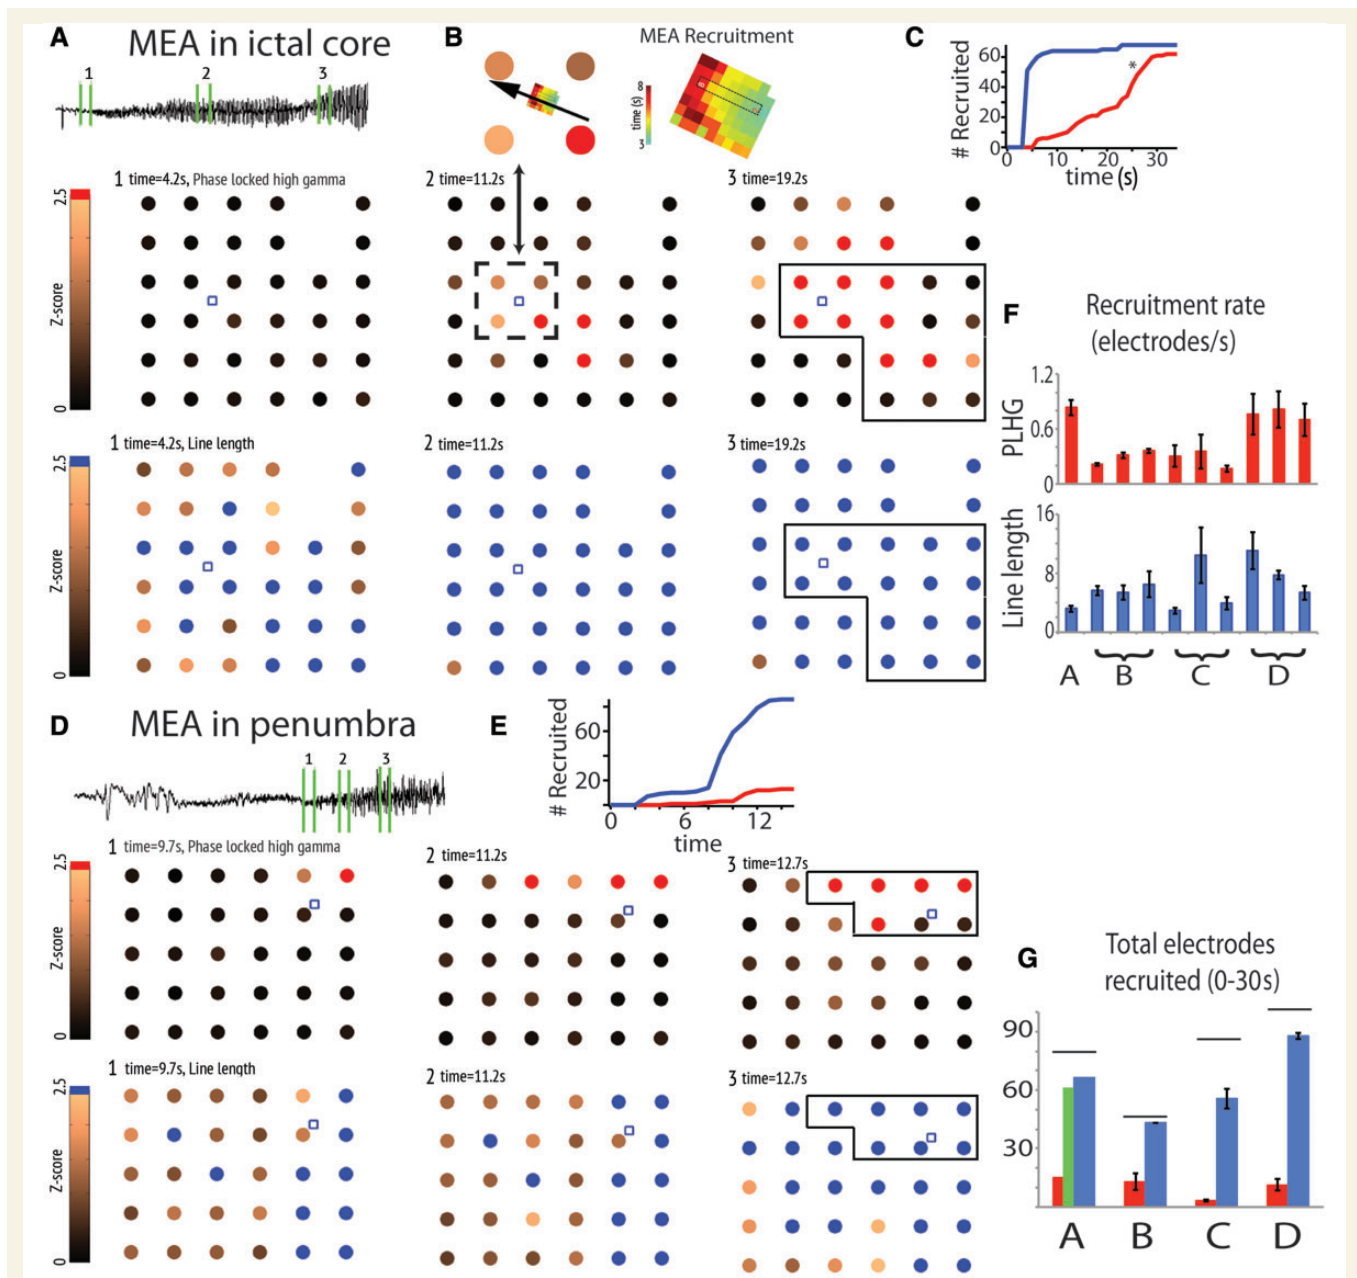 A
MEA in ictal core
1
2
3
B
MEA Recruitment
8
time (s)
3
C
# Recruited
60
40
20
0
*
0
10
20
30
time (s)
1 time=4.2s, Phase locked high gamma
2 time=11.2s
3 time=19.2s
2.5
Z-score
0
1 time=4.2s, Line length
2 time=11.2s
3 time=19.2s
2.5
Z-score
0
F
Recruitment rate
(electrodes/s)
PLHG
1.2
0.6
0
Line length
16
8
0
A
B
C
D
D
MEA in penumbra
1
2
3
E
# Recruited
60
20
0
6
12
time
1 time=9.7s, Phase locked high gamma
2 time=11.2s
3 time=12.7s
2.5
Z-score
0
1 time=9.7s, Line length
2 time=11.2s
3 time=12.7s
2.5
Z-score
0
G
Total electrodes
recruited (0-30s)
90
60
30
A
B
C
D